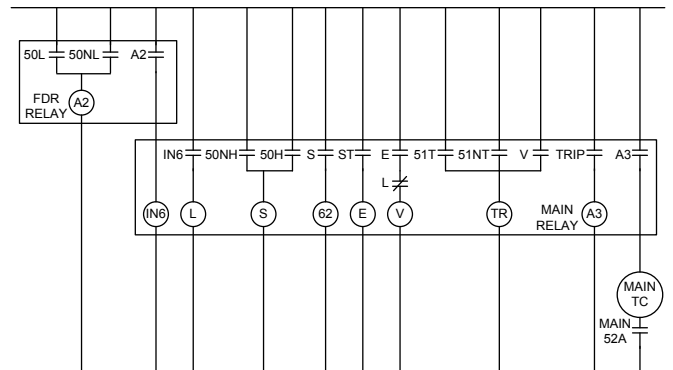 50L 50NL A2
FDR
RELAY
A2
IN6 50NH 50H S ST E 51T 51NT V TRIP A3
L
IN6 L S 62 E V TR MAIN
RELAY A3
MAIN
TC
MAIN
52A